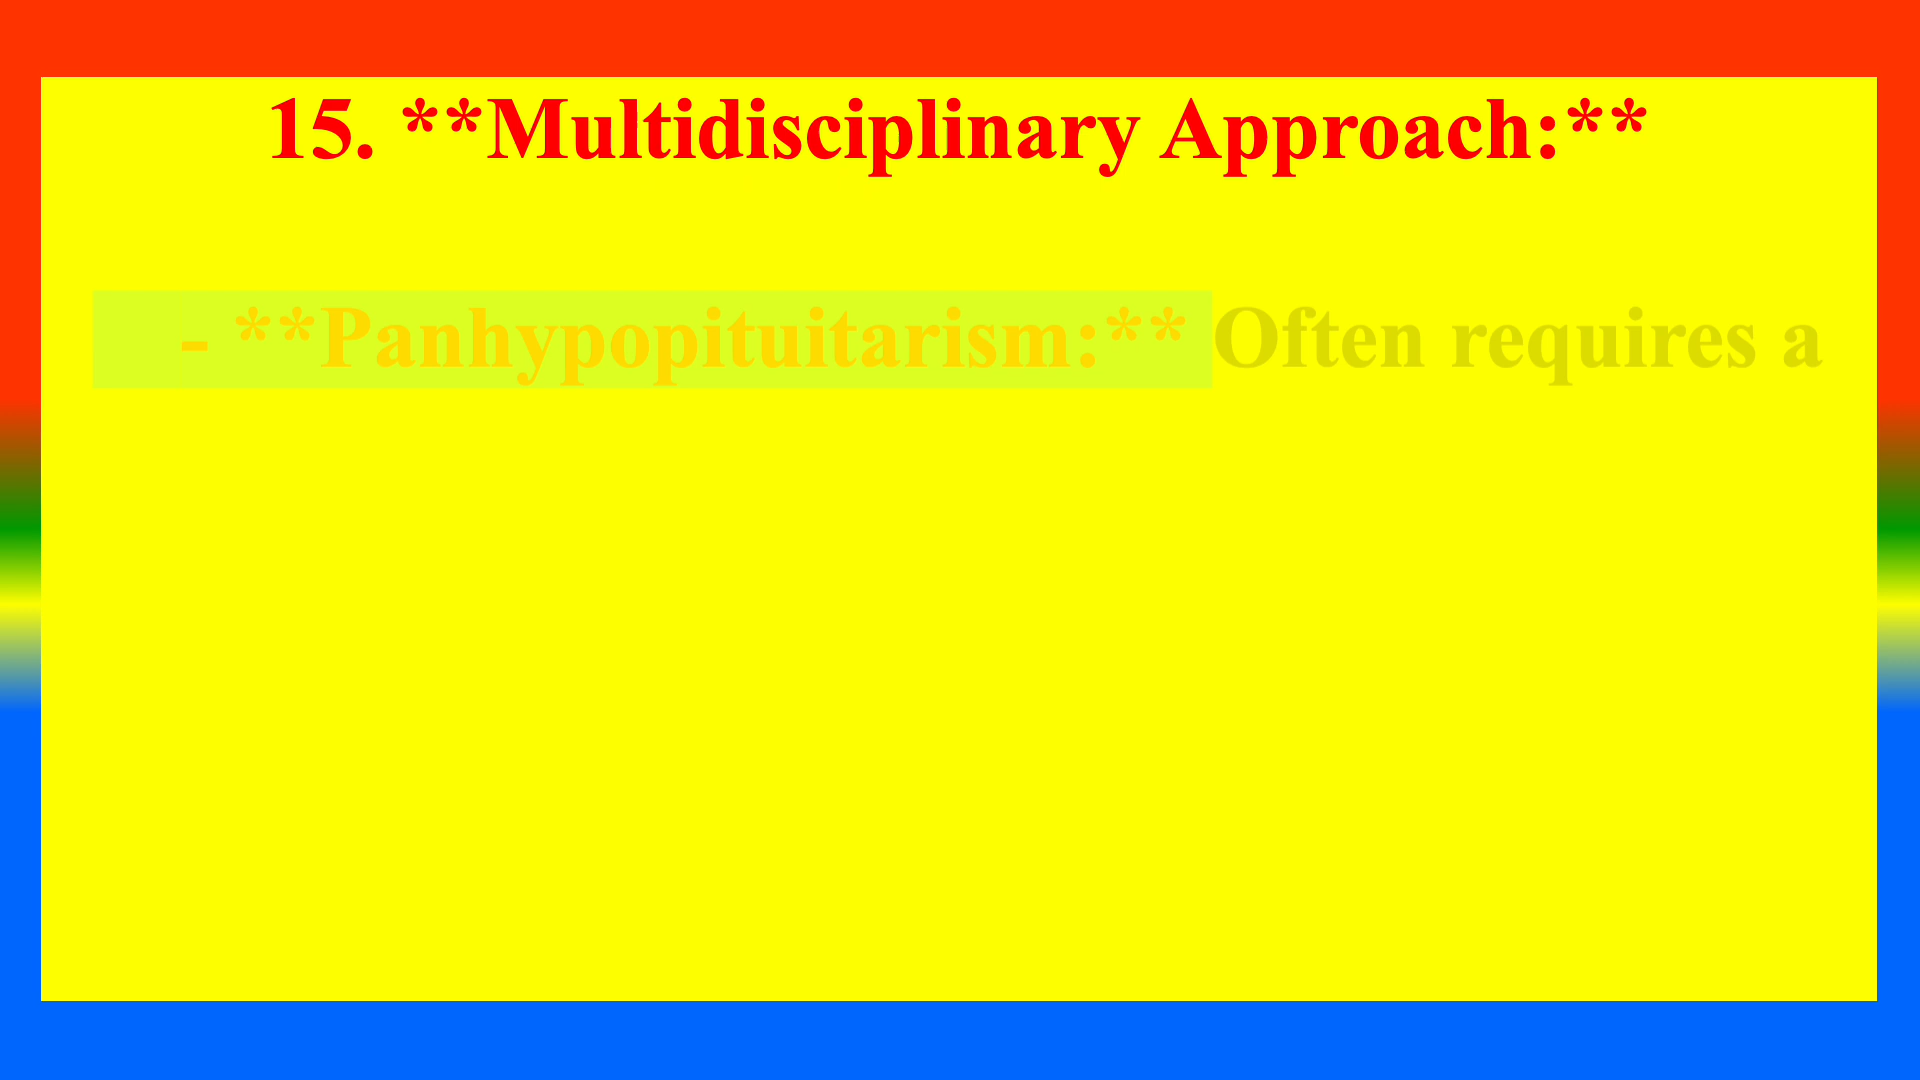 15. **Multidisciplinary Approach:**
- **Panhypopituitarism:** Often requires a